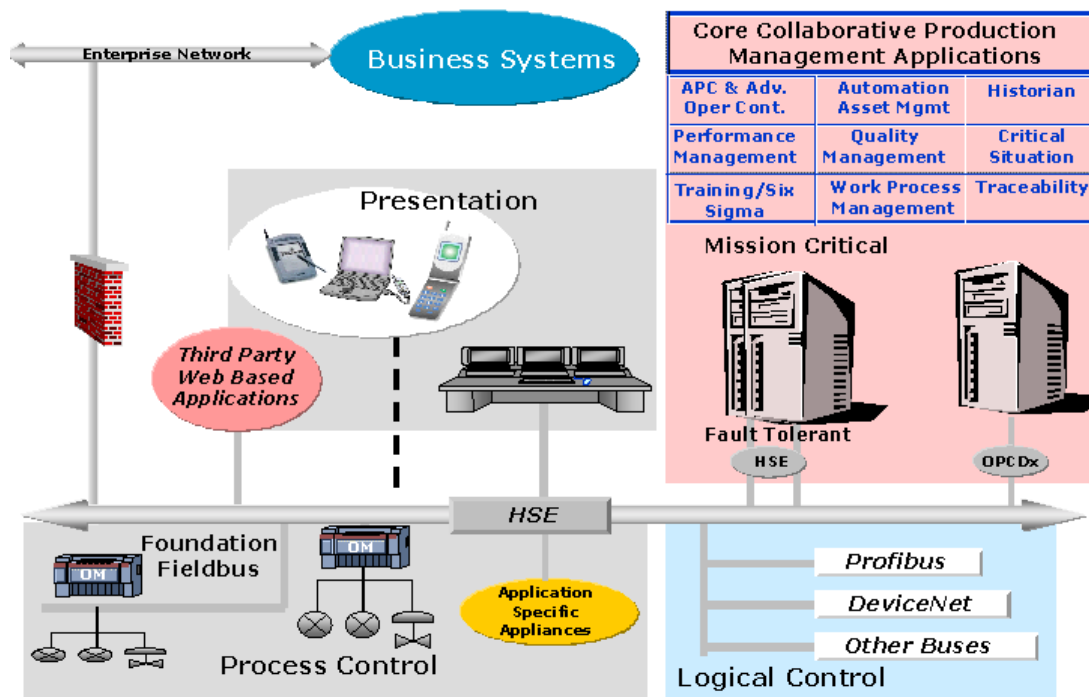 Enterprise Network
Business Systems
Core Collaborative Production
Management Applications
APC & Adv.
Oper Cont.
Automation
Asset Mgmt
Historian
Performance
Management
Quality
Management
Critical
Situation
Training/Six
Sigma
Work Process
Management
Traceability
Presentation
Mission Critical
Third Party
Web Based
Applications
Fault Tolerant
HSE
OPCDx
HSE
Foundation
Fieldbus
OM
OM
Application
Specific
Appliances
Process Control
Profibus
DeviceNet
Other Buses
Logical Control